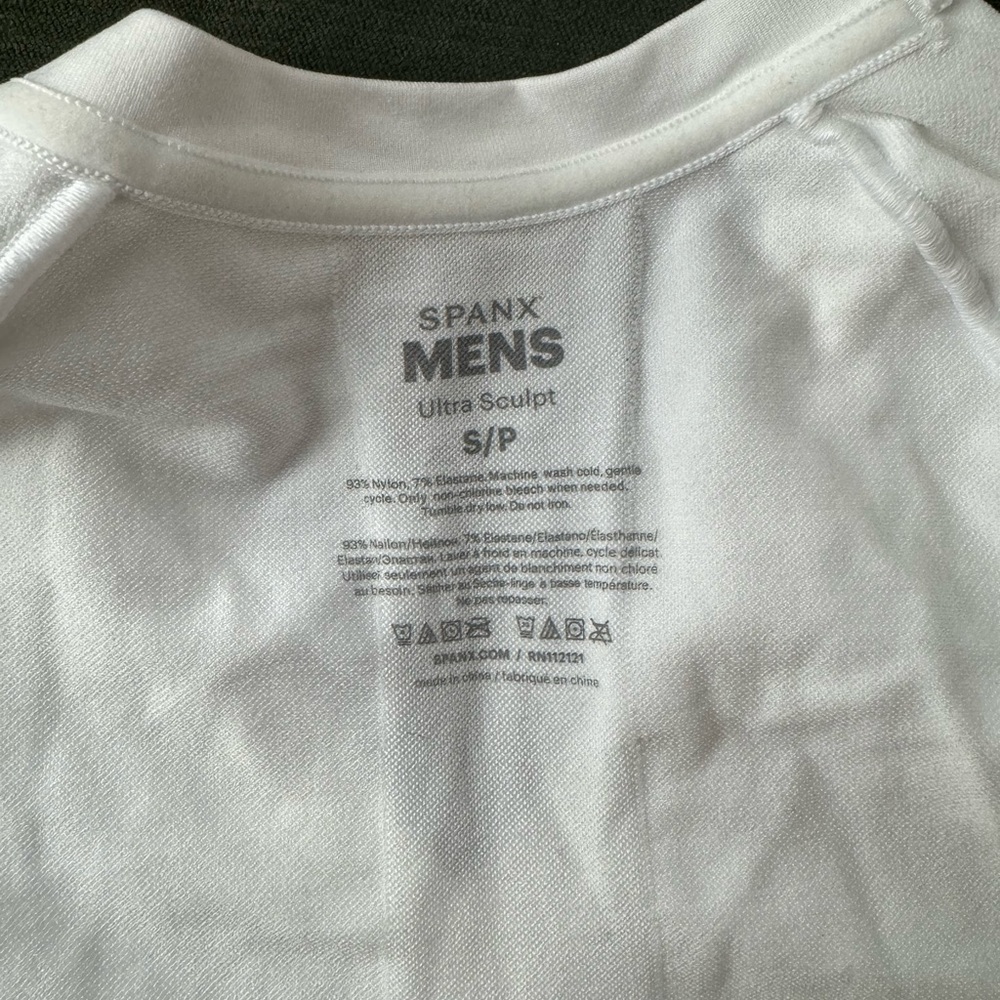 SPANX
MENS
Ultra Sculpt
S/P
93% Nylon, 7% Elastane. Machine wash cold, gentle
cycle. Only non-chlorine bleach when needed.
Tumble dry low. Do not iron.
93% Nailon/Нейлон, 7% Elastane/Elastano/Élasthanne/
Elastan/Эластан. Laver à froid en machine, cycle délicat.
Utiliser seulement un agent de blanchiment non chloré
au besoin. Sécher au Sèche-linge à basse température.
Ne pas repasser.
SPANX.COM / RN112121
made in china / fabriqué en chine